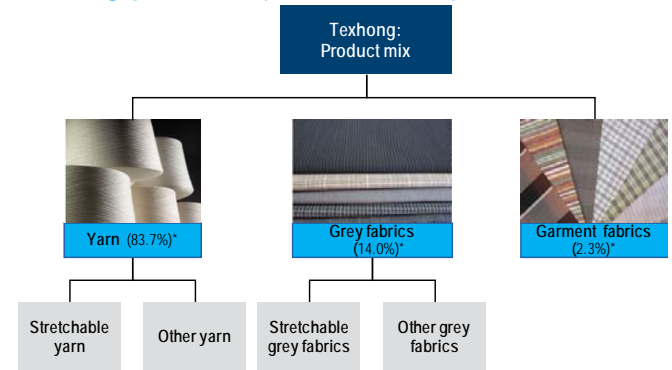 Texhong:
Product mix
Yarn (83.7%)*
Grey fabrics
(14.0%)*
Garment fabrics
(2.3%)*
Stretchable
yarn
Other yarn
Stretchable
grey fabrics
Other grey
fabrics